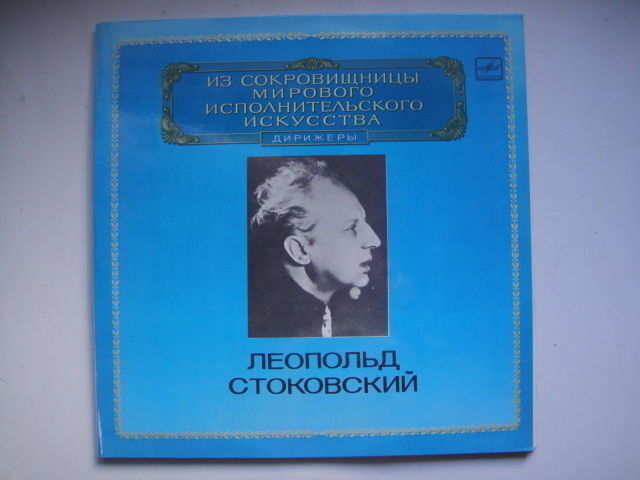 ИЗ СОКРОВИЩНИЦЫ
МИРОВОГО
ИСПОЛНИТЕЛЬСКОГО
ИСКУССТВА
ДИРИЖЕРЫ
ЛЕОПОЛЬД
СТОКОВСКИЙ